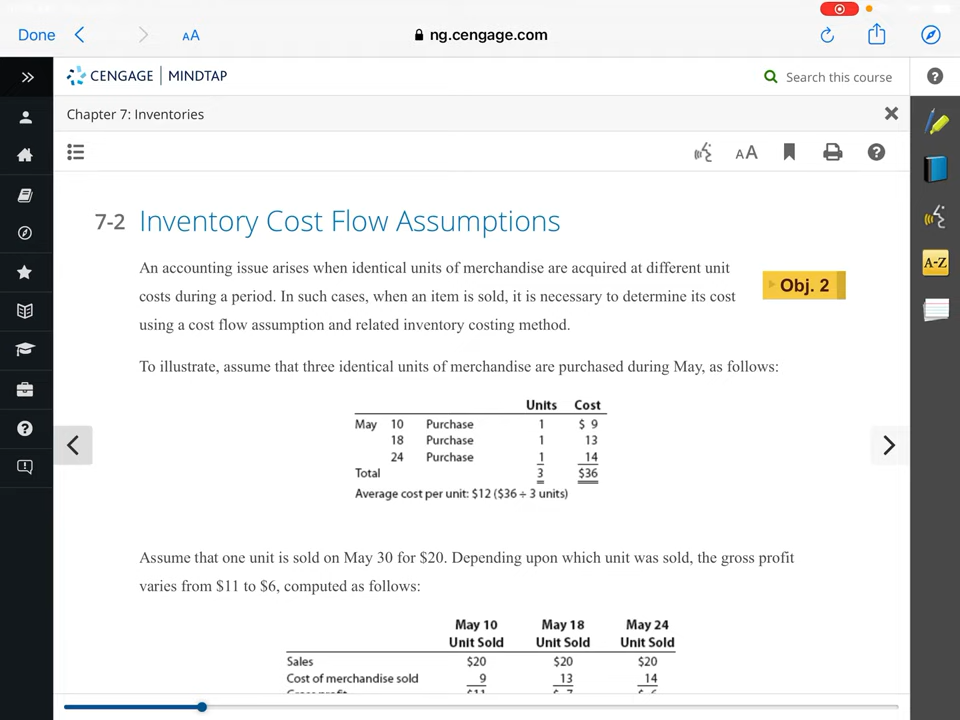 Done AA ng.cengage.com
CENGAGE | MINDTAP Search this course
Chapter 7: Inventories
AA
7-2 Inventory Cost Flow Assumptions
An accounting issue arises when identical units of merchandise are acquired at different unit
costs during a period. In such cases, when an item is sold, it is necessary to determine its cost
using a cost flow assumption and related inventory costing method.
Obj. 2
A-Z
To illustrate, assume that three identical units of merchandise are purchased during May, as follows:
Units Cost
May 10 Purchase 1 $ 9
18 Purchase 1 13
24 Purchase 1 14
Total 3 $36
Average cost per unit: $12 ($36 ÷ 3 units)
Assume that one unit is sold on May 30 for $20. Depending upon which unit was sold, the gross profit
varies from $11 to $6, computed as follows:
May 10 May 18 May 24
Unit Sold Unit Sold Unit Sold
Sales $20 $20 $20
Cost of merchandise sold 9 13 14